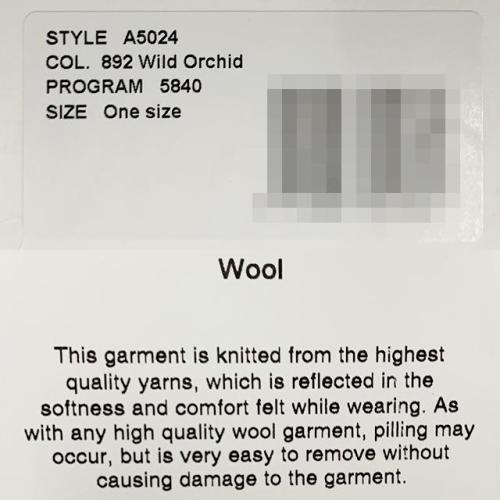 STYLE A5024
COL. 892 Wild Orchid
PROGRAM 5840
SIZE One size
Wool
This garment is knitted from the highest
quality yarns, which is reflected in the
softness and comfort felt while wearing. As
with any high quality wool garment, pilling may
occur, but is very easy to remove without
causing damage to the garment.